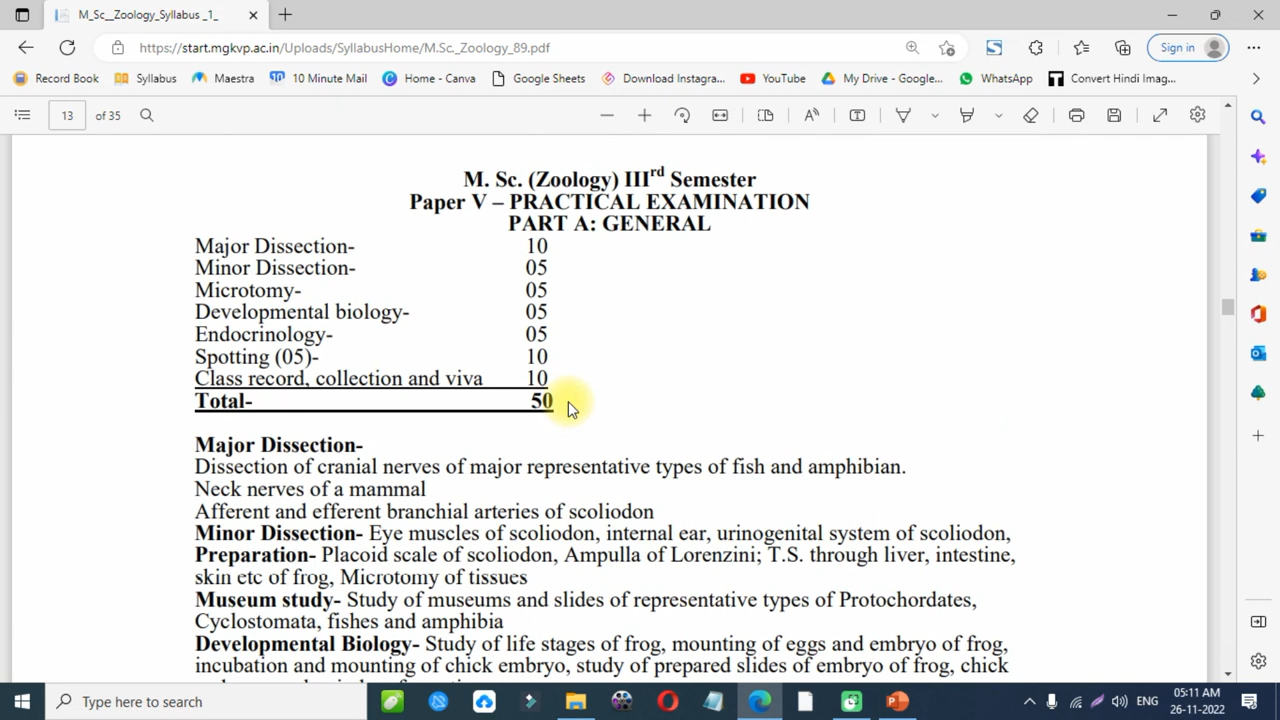 M_Sc__Zoology_Syllabus _1_
https://start.mgkvp.ac.in/Uploads/SyllabusHome/M.Sc._Zoology_89.pdf
Sign in
Record Book Syllabus Maestra 10 Minute Mail Home - Canva Google Sheets Download Instagra... YouTube My Drive - Google... WhatsApp Convert Hindi Imag...
13 of 35
M. Sc. (Zoology) IIIrd Semester
Paper V – PRACTICAL EXAMINATION
PART A: GENERAL
Major Dissection- 10
Minor Dissection- 05
Microtomy- 05
Developmental biology- 05
Endocrinology- 05
Spotting (05)- 10
Class record, collection and viva 10
Total- 50
Major Dissection-
Dissection of cranial nerves of major representative types of fish and amphibian.
Neck nerves of a mammal
Afferent and efferent branchial arteries of scoliodon
Minor Dissection- Eye muscles of scoliodon, internal ear, urinogenital system of scoliodon,
Preparation- Placoid scale of scoliodon, Ampulla of Lorenzini; T.S. through liver, intestine,
skin etc of frog, Microtomy of tissues
Museum study- Study of museums and slides of representative types of Protochordates,
Cyclostomata, fishes and amphibia
Developmental Biology- Study of life stages of frog, mounting of eggs and embryo of frog,
incubation and mounting of chick embryo, study of prepared slides of embryo of frog, chick
Type here to search
ENG
05:11 AM
26-11-2022